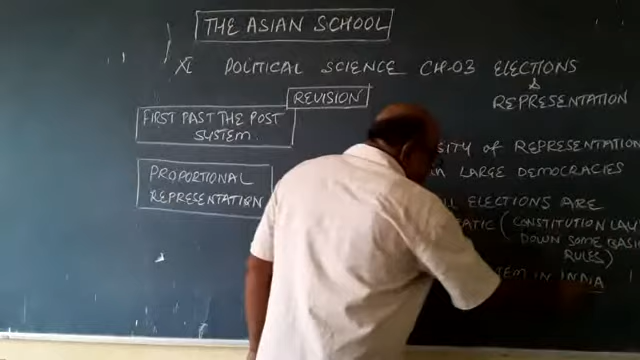 THE ASIAN SCHOOL
XI POLITICAL SCIENCE CH-03 ELECTIONS
&
REPRESENTATION
REVISION
FIRST PAST THE POST
SYSTEM
PROPORTIONAL
REPRESENTATION
OF REPRESENTATION
LARGE DEMOCRACIES
ELECTIONS ARE
(CONSTITUTION LAW
DOWN SOME BASIC
RULES)
IN INDIA